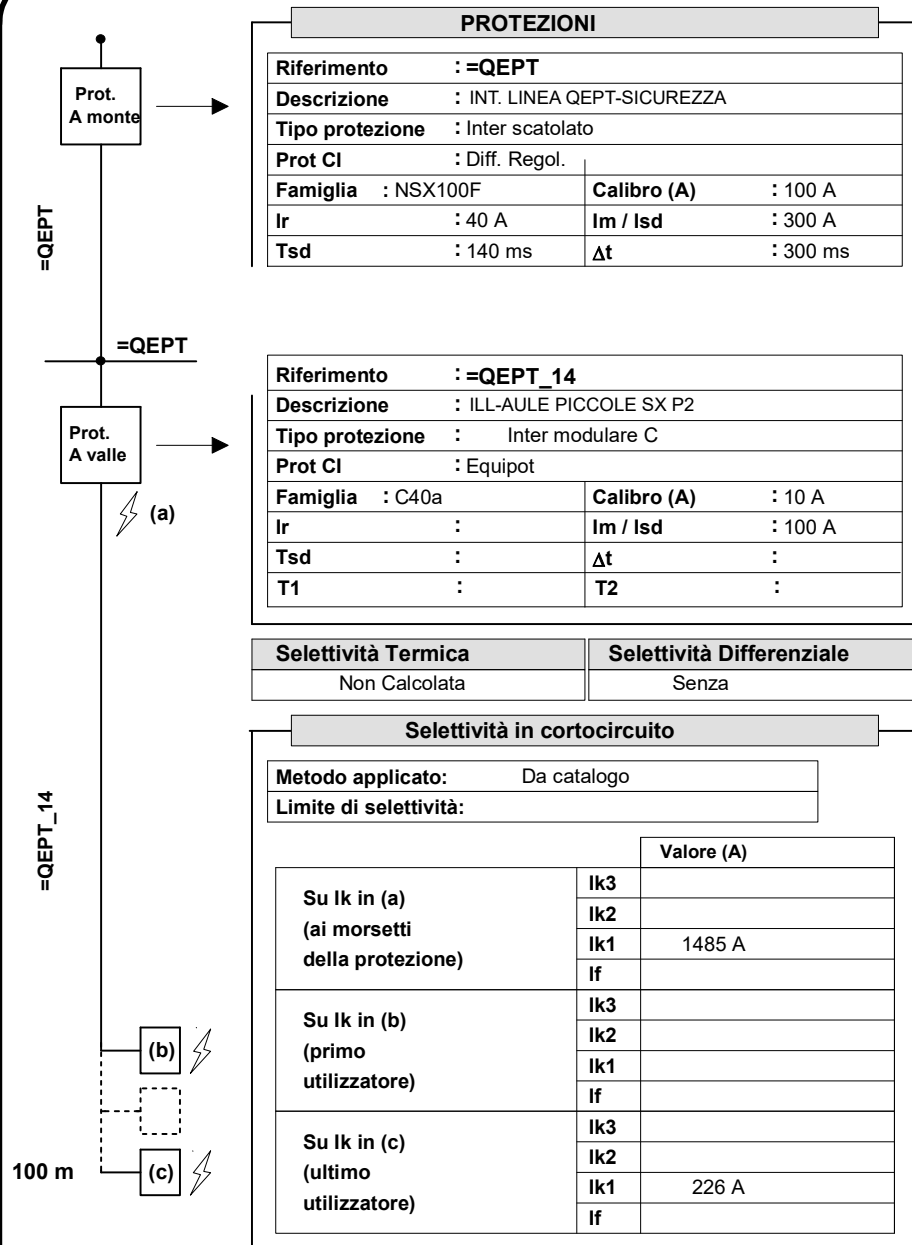 PROTEZIONI
Prot.
A monte
Riferimento : =QEPT
Descrizione : INT. LINEA QEPT-SICUREZZA
Tipo protezione : Inter scatolato
Prot CI : Diff. Regol.
Famiglia : NSX100F Calibro (A) : 100 A
Ir : 40 A Im / Isd : 300 A
Tsd : 140 ms Δt : 300 ms
=QEPT
=QEPT
Prot.
A valle
(a)
Riferimento : =QEPT_14
Descrizione : ILL-AULE PICCOLE SX P2
Tipo protezione : Inter modulare C
Prot CI : Equipot
Famiglia : C40a Calibro (A) : 10 A
Ir : Im / Isd : 100 A
Tsd : Δt :
T1 : T2 :
Selettività Termica Selettività Differenziale
Non Calcolata Senza
Selettività in cortocircuito
Metodo applicato: Da catalogo
Limite di selettività:
=QEPT_14
Valore (A)
Su Ik in (a)
(ai morsetti
della protezione)
Ik3
Ik2
Ik1 1485 A
If
Su Ik in (b)
(primo
utilizzatore)
Ik3
Ik2
Ik1
If
(b)
Su Ik in (c)
(ultimo
utilizzatore)
Ik3
Ik2
Ik1 226 A
If
100 m (c)